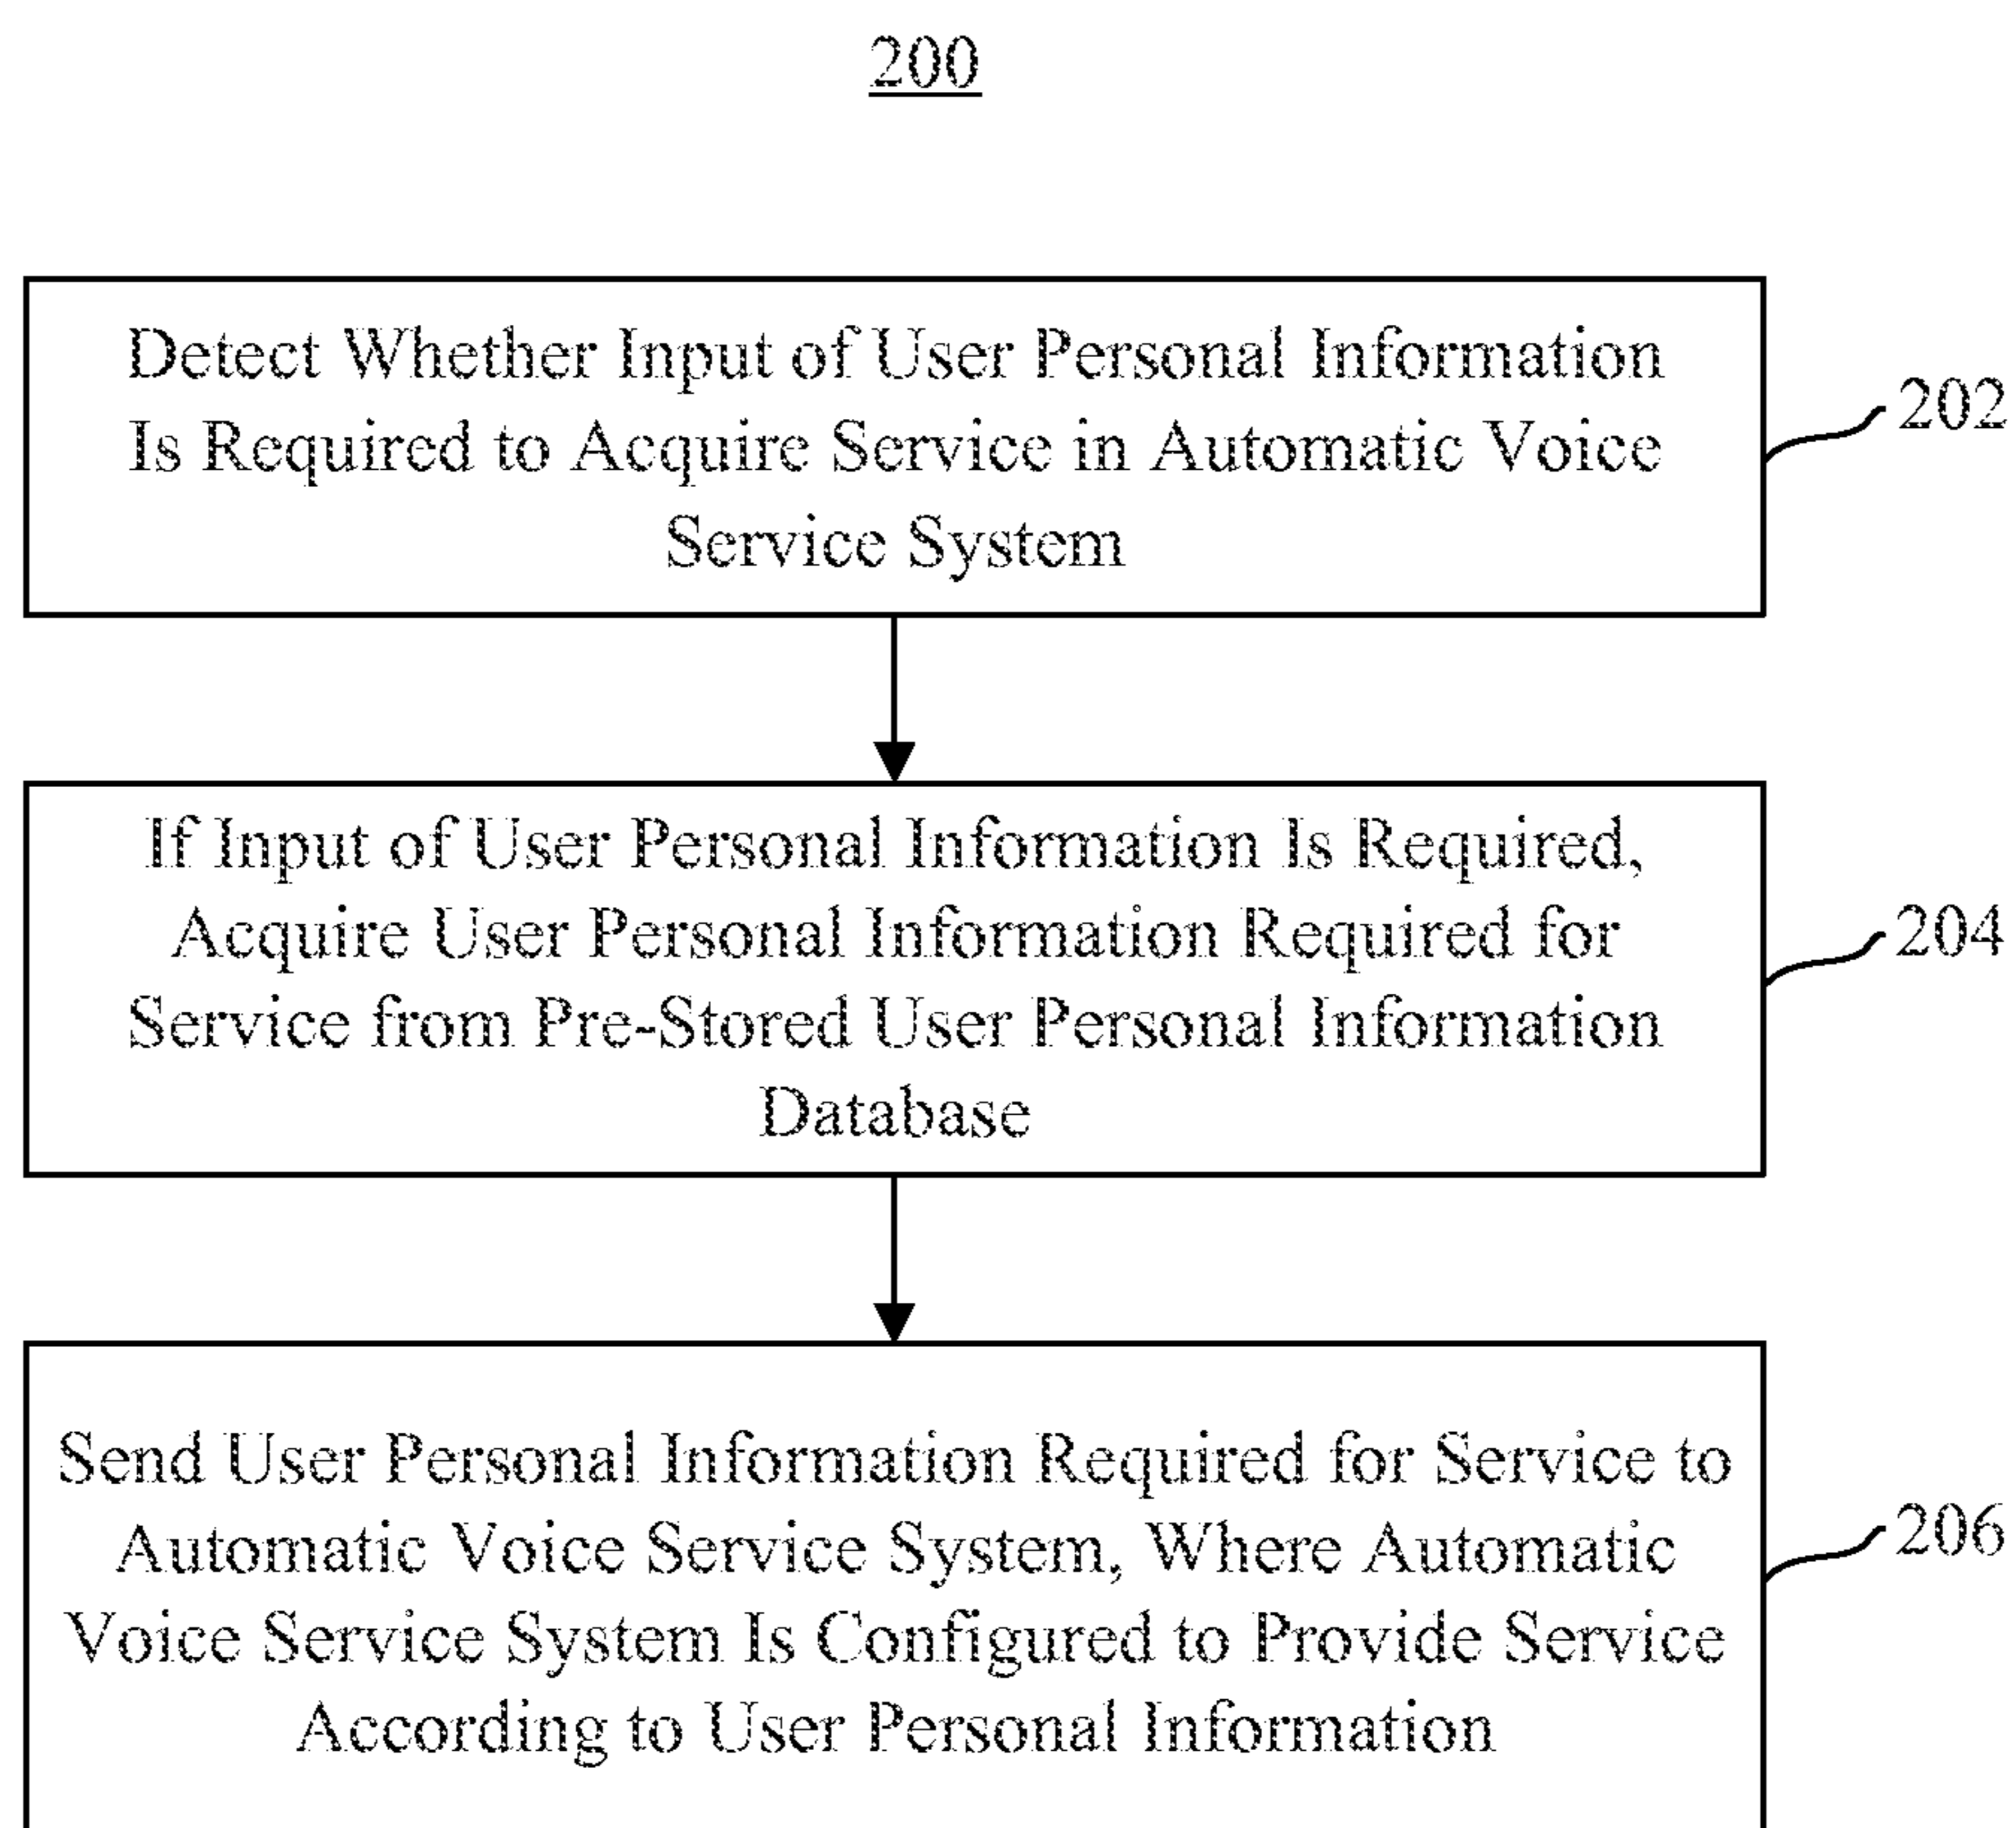 200
Detect Whether Input of User Personal Information
Is Required to Acquire Service in Automatic Voice
Service System
202
If Input of User Personal Information Is Required,
Acquire User Personal Information Required for
Service from Pre-Stored User Personal Information
Database
204
Send User Personal Information Required for Service to
Automatic Voice Service System, Where Automatic
Voice Service System Is Configured to Provide Service
According to User Personal Information
206